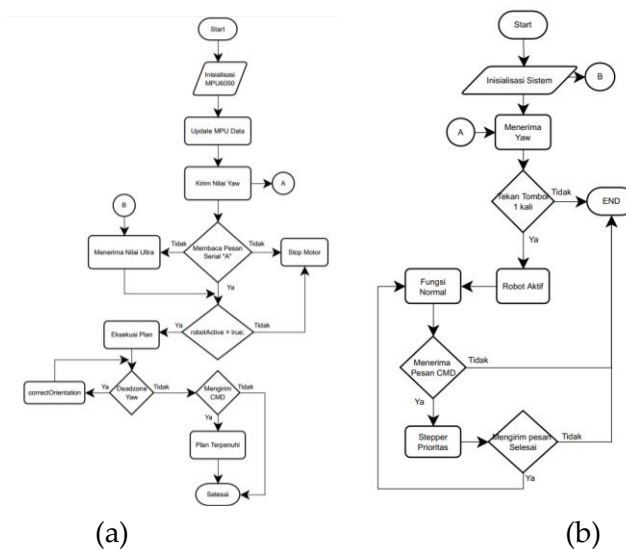 Start
Inisialisasi
MPU6050
Update MPU Data
Kirim Nilai Yaw
A
B
Menerima Nilai Ultra
Tidak
Membaca Pesan
Serial "A"
Tidak
Stop Motor
Ya
Eksekusi Plan
Ya
robotActive = true;
Tidak
correctOrientation
Ya
Deadzone
Yaw
Tidak
Mengirim
CMD
Tidak
Ya
Plan Terpenuhi
Selesai
(a)
Start
Inisialisasi Sistem
B
A
Menerima
Yaw
Tekan Tombol
1 kali
Tidak
END
Ya
Fungsi
Normal
Robot Aktif
Menerima
Pesan CMD
Tidak
Ya
Stepper
Prioritas
Mengirim pesan
Selesai
Tidak
Ya
(b)